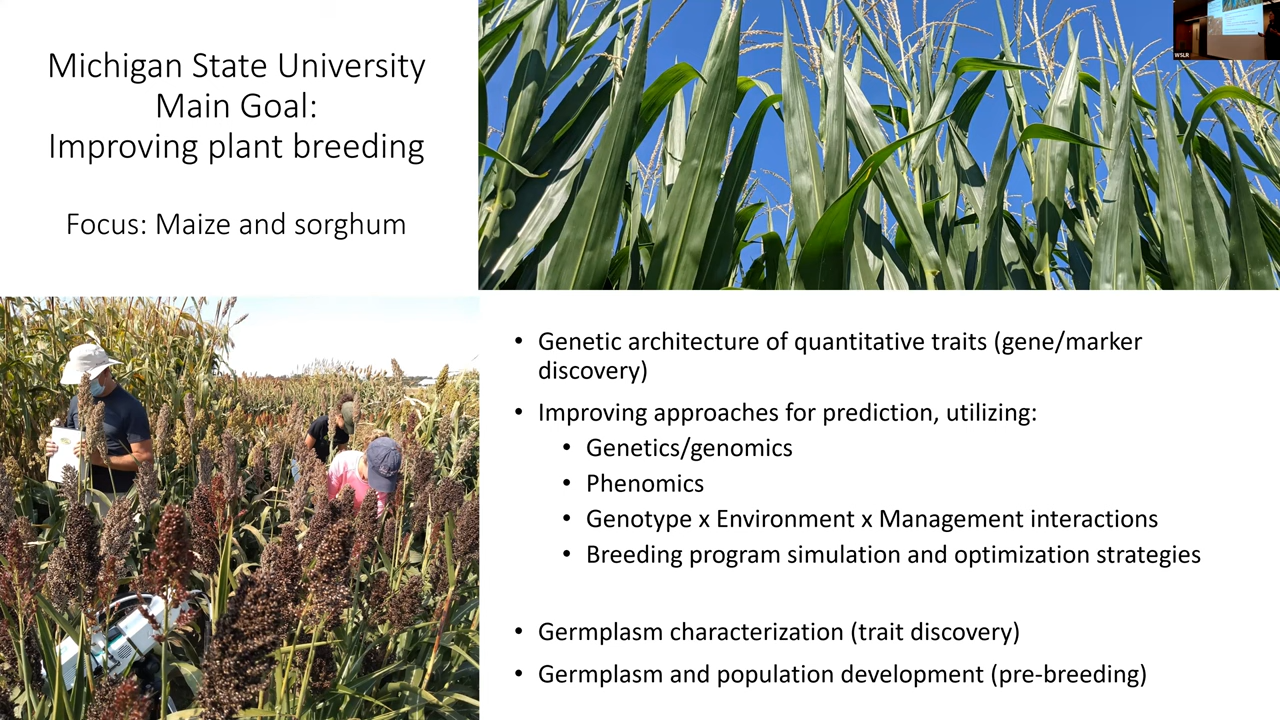 Michigan State University
Main Goal:
Improving plant breeding
Focus: Maize and sorghum
WSLR
• Genetic architecture of quantitative traits (gene/marker
discovery)
• Improving approaches for prediction, utilizing:
• Genetics/genomics
• Phenomics
• Genotype x Environment x Management interactions
• Breeding program simulation and optimization strategies
• Germplasm characterization (trait discovery)
• Germplasm and population development (pre-breeding)